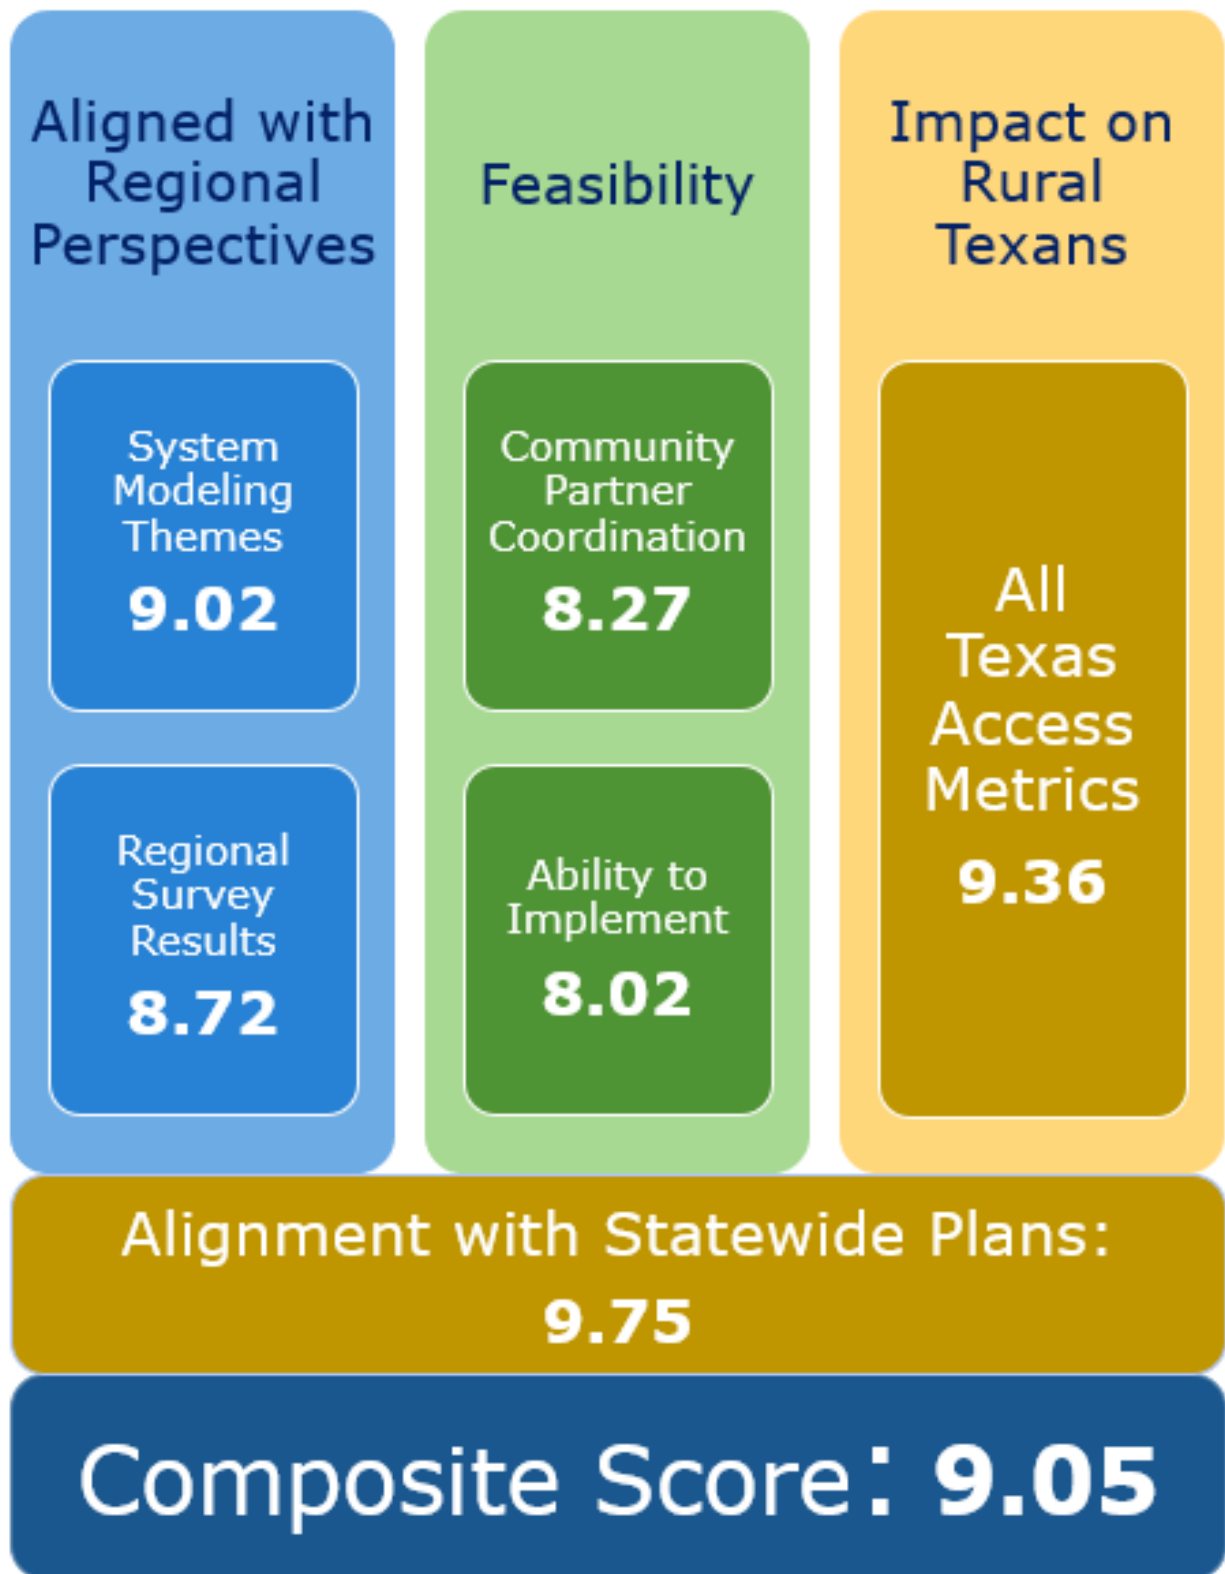 Aligned with
Regional
Perspectives
System
Modeling
Themes
9.02
Regional
Survey
Results
8.72
Feasibility
Community
Partner
Coordination
8.27
Ability to
Implement
8.02
Impact on
Rural
Texans
All
Texas
Access
Metrics
9.36
Alignment with Statewide Plans:
9.75
Composite Score: 9.05